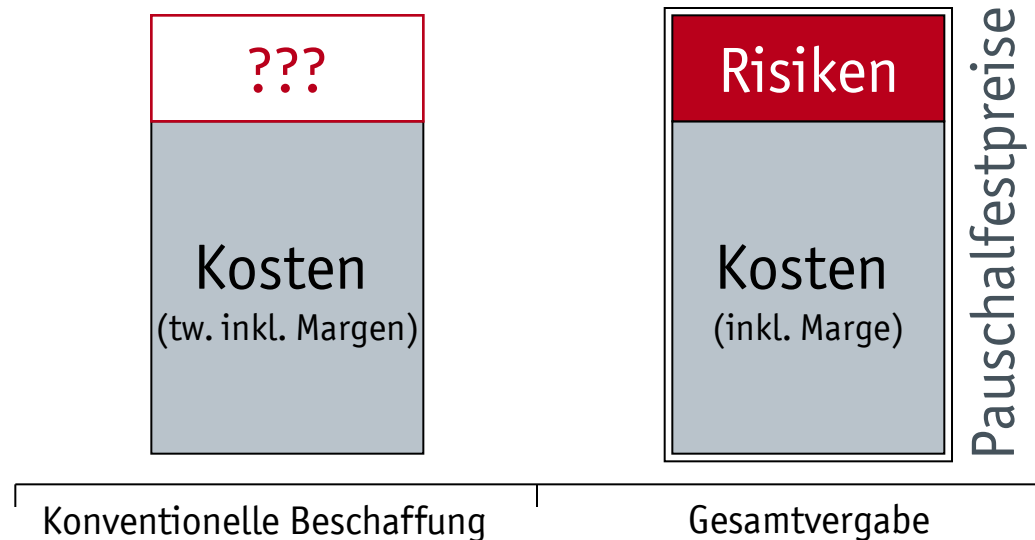 ???
Kosten
(tw. inkl. Margen)
Konventionelle Beschaffung
Risiken
Kosten
(inkl. Marge)
Pauschalfestpreise
Gesamtvergabe